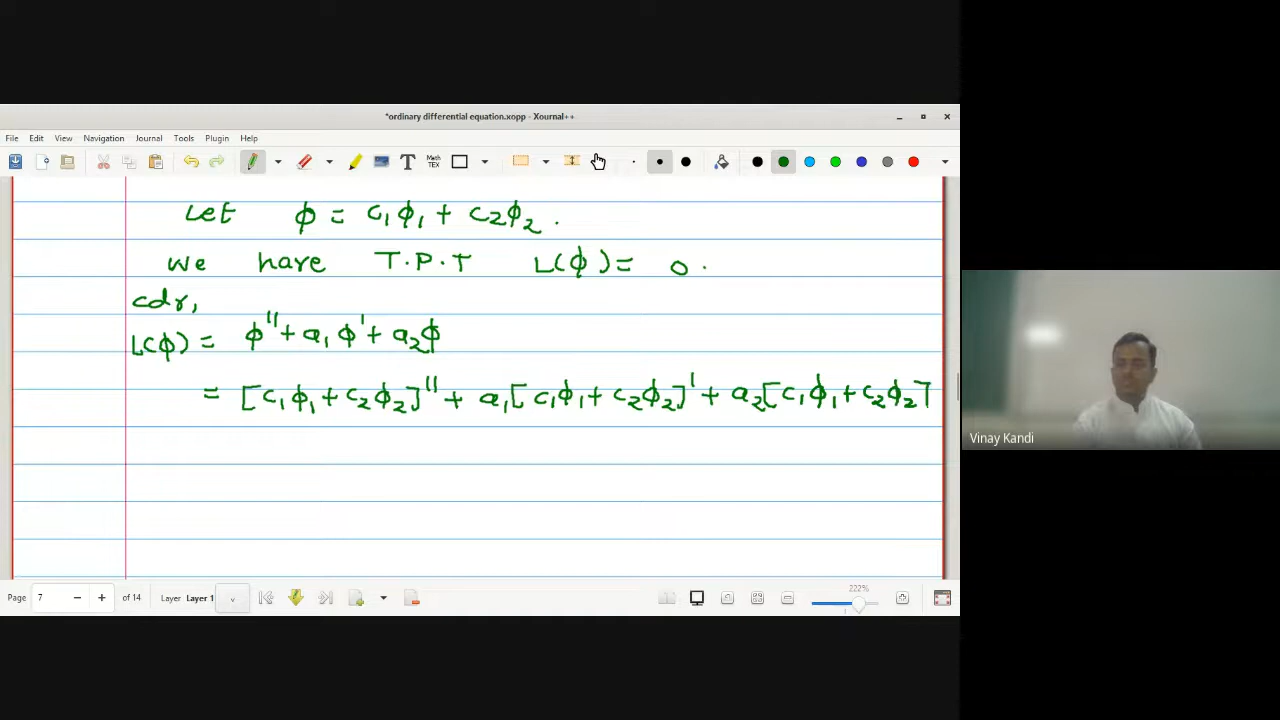 *ordinary differential equation.xopp - Xournal++
File Edit View Navigation Journal Tools Plugin Help
Let φ = c₁φ₁ + c₂φ₂ .
we have T.P.T L(φ) = 0 .
cdr,
L(φ) = φ'' + a₁φ' + a₂φ
= [c₁φ₁ + c₂φ₂]'' + a₁[c₁φ₁ + c₂φ₂]' + a₂[c₁φ₁ + c₂φ₂]
Vinay Kandi
Page 7 − + of 14 Layer Layer 1 222%